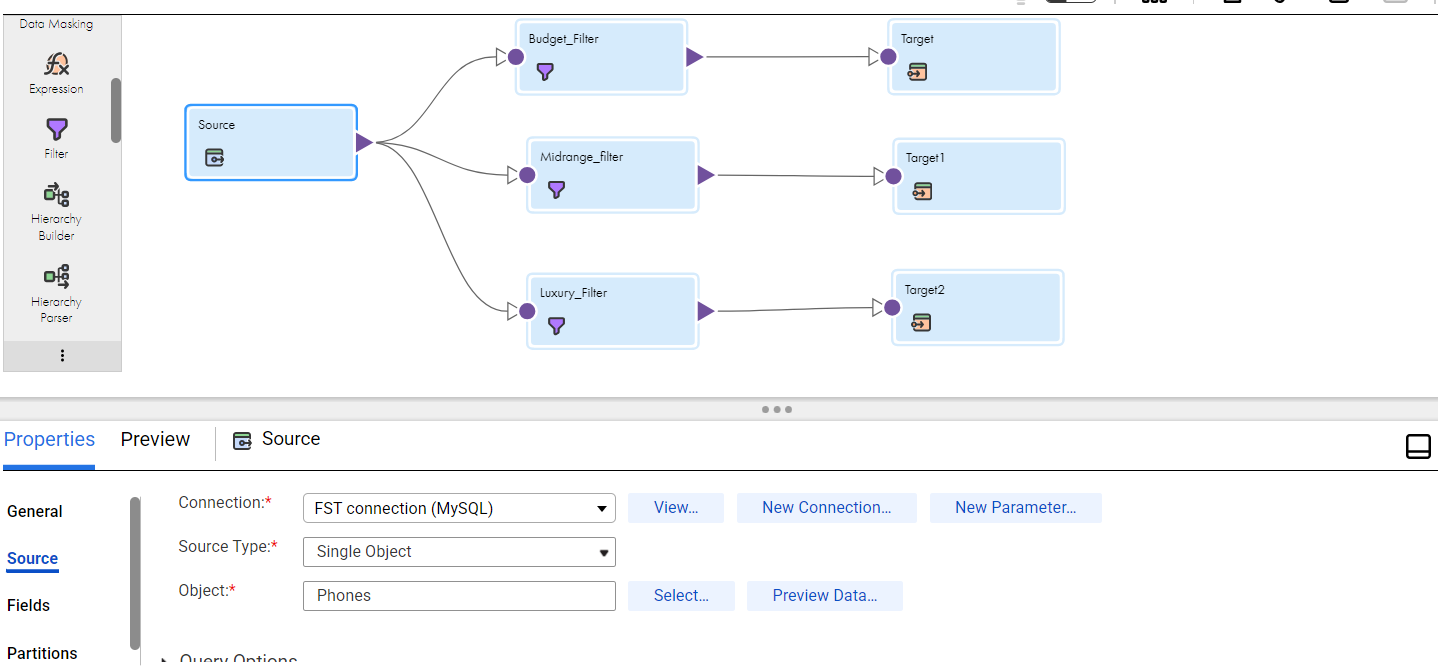 Data Masking
Expression
Filter
Hierarchy
Builder
Hierarchy
Parser
Source
Budget_Filter
Target
Midrange_filter
Target1
Luxury_Filter
Target2
Properties
Preview
Source
General
Source
Fields
Partitions
Connection:*
FST connection (MySQL)
View...
New Connection...
New Parameter...
Source Type:*
Single Object
Object:*
Phones
Select...
Preview Data...
Query Options